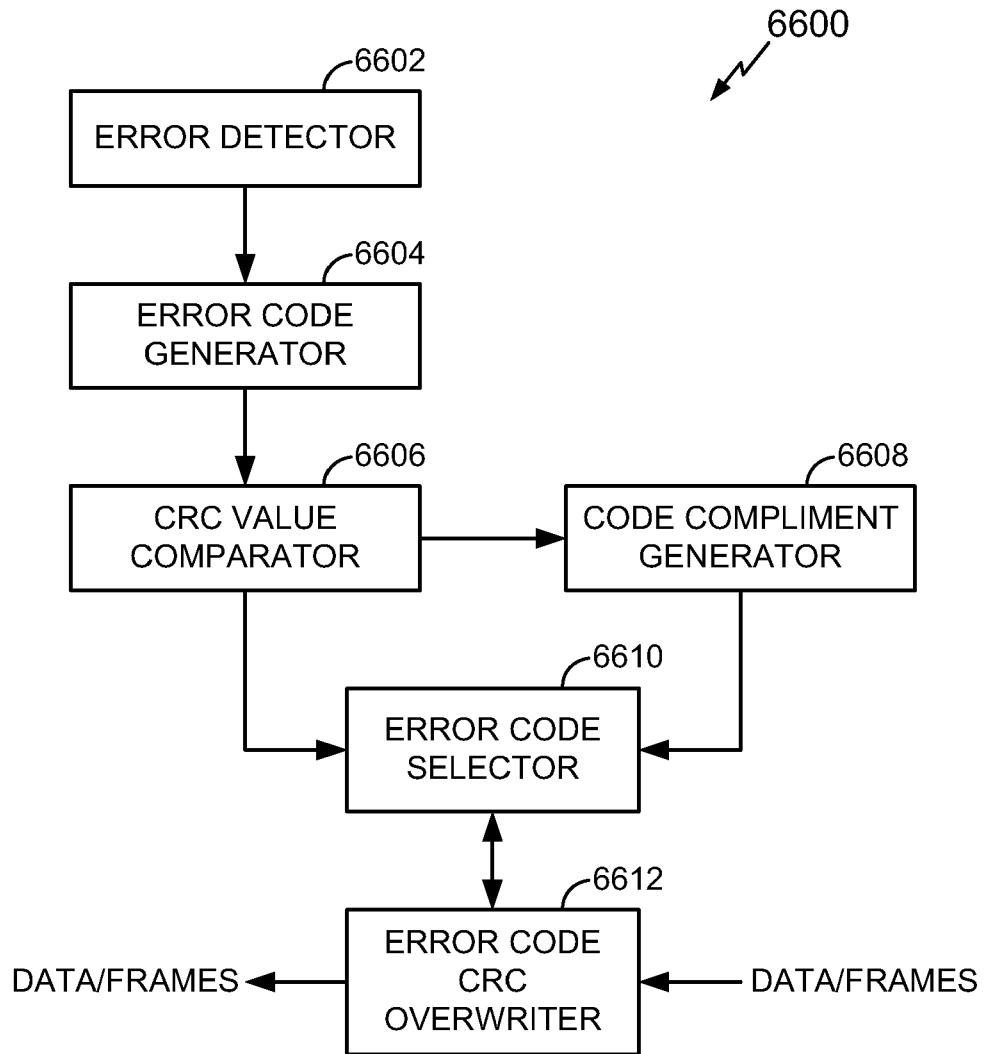 6600
6602
ERROR DETECTOR
6604
ERROR CODE
GENERATOR
6606
CRC VALUE
COMPARATOR
6608
CODE COMPLIMENT
GENERATOR
6610
ERROR CODE
SELECTOR
6612
ERROR CODE
CRC
OVERWRITER
DATA/FRAMES
DATA/FRAMES